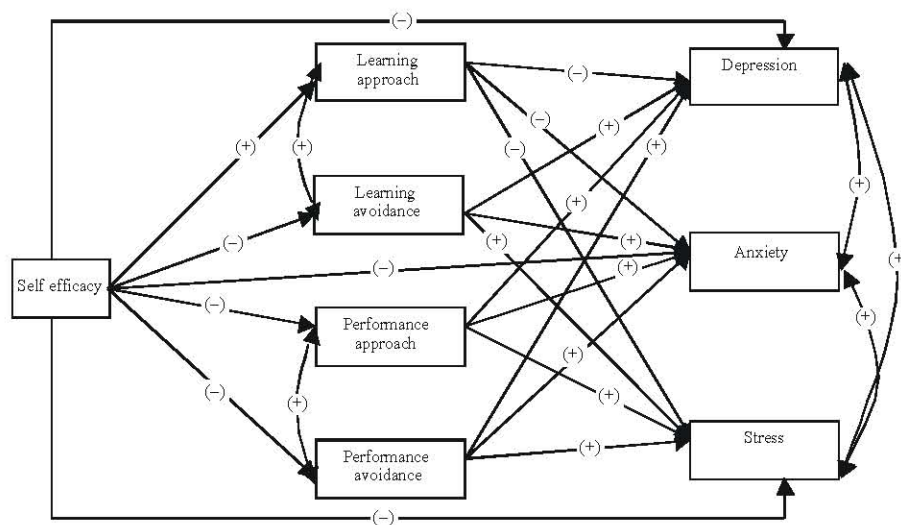 (–)
Learning
approach
Depression
(–)
(–)
(+)
(+)
(–)
(+)
(+)
Learning
avoidance
(+)
(+)
(–)
(+)
(+)
Self efficacy
(–)
(+)
Anxiety
(+)
(–)
Performance
approach
(+)
(+)
(–)
(+)
(+)
Performance
avoidance
(+)
Stress
(–)